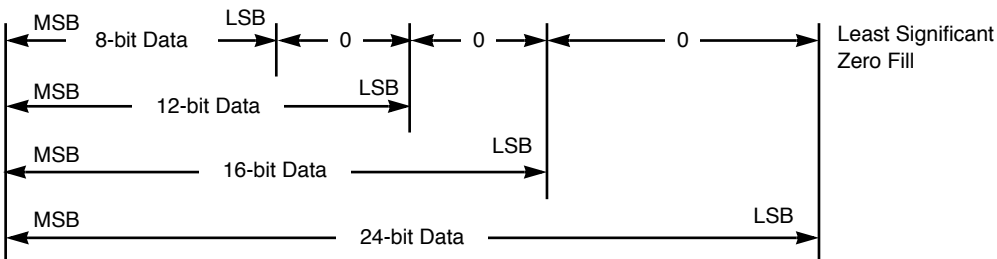 MSB 8-bit Data LSB 0 0 0 Least Significant
Zero Fill
MSB 12-bit Data LSB
MSB 16-bit Data LSB
MSB 24-bit Data LSB